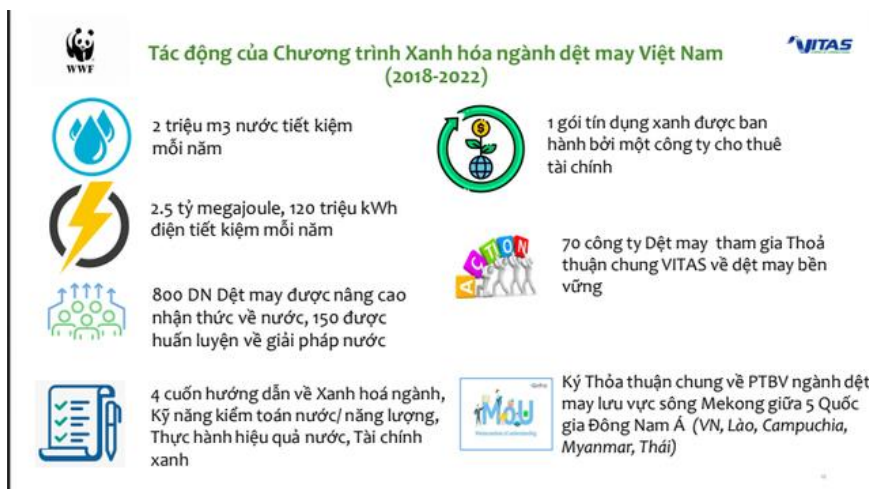 WWF
Tác động của Chương trình Xanh hóa ngành dệt may Việt Nam
(2018-2022)
VITAS
2 triệu m3 nước tiết kiệm
mỗi năm
2.5 tỷ megajoule, 120 triệu kWh
điện tiết kiệm mỗi năm
800 DN Dệt may được nâng cao
nhận thức về nước, 150 được
huấn luyện về giải pháp nước
4 cuốn hướng dẫn về Xanh hoá ngành,
Kỹ năng kiểm toán nước/ năng lượng,
Thực hành hiệu quả nước, Tài chính
xanh
1 gói tín dụng xanh được ban
hành bởi một công ty cho thuê
tài chính
ACTION
70 công ty Dệt may tham gia Thoả
thuận chung VITAS về dệt may bền
vững
MoU
Ký Thỏa thuận chung về PTBV ngành dệt
may lưu vực sông Mekong giữa 5 Quốc
gia Đông Nam Á (VN, Lào, Campuchia,
Myanmar, Thái)